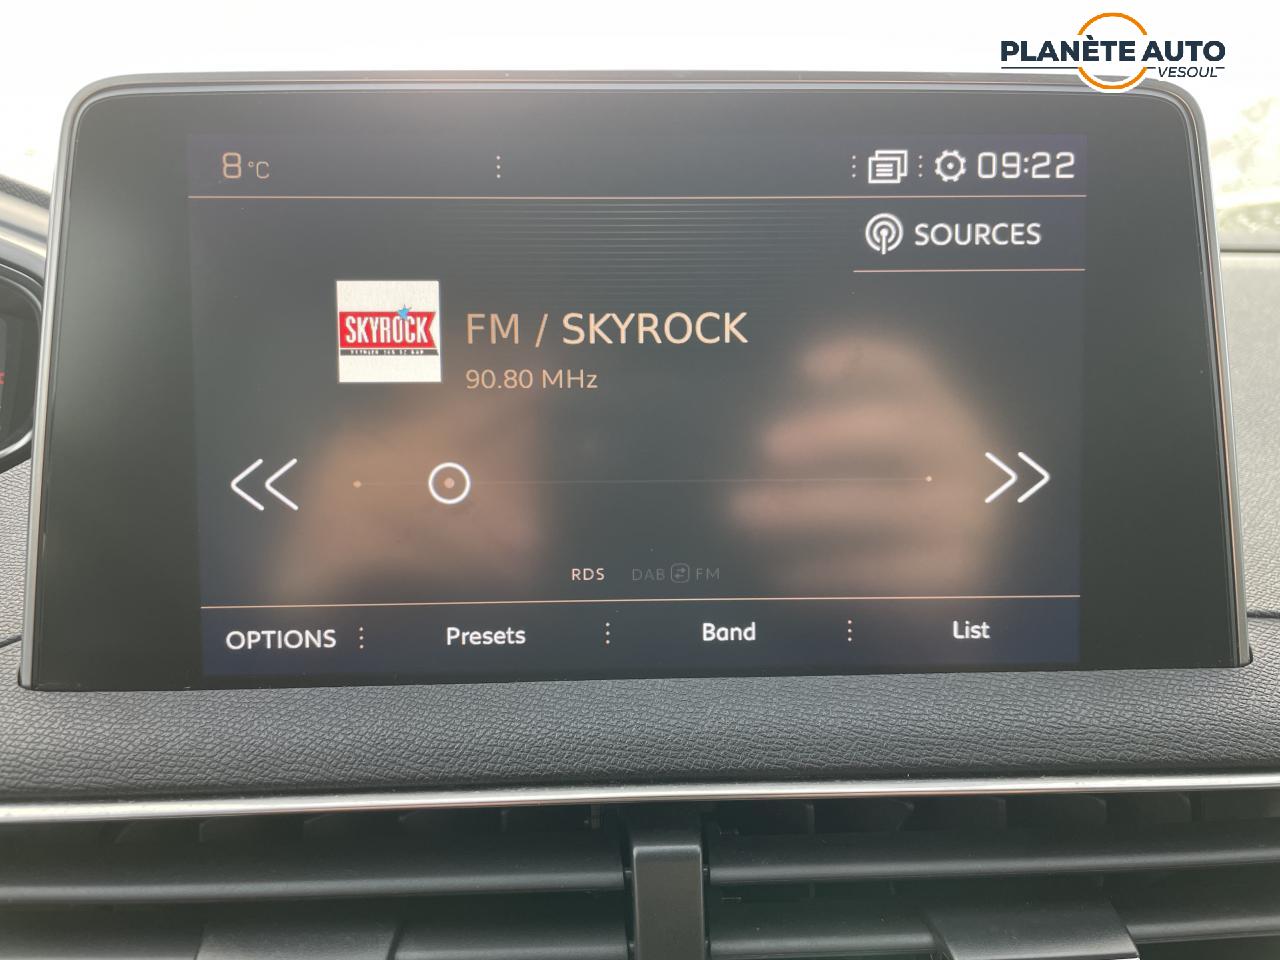 PLANÈTE AUTO
VESOUL
8°C
09:22
SOURCES
SKYROCK
FM / SKYROCK
90.80 MHz
RDS DAB FM
OPTIONS Presets Band List